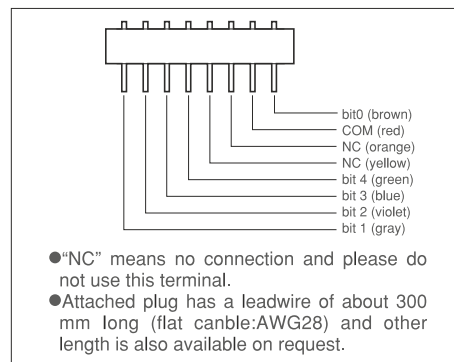 bit0 (brown)
COM (red)
NC (orange)
NC (yellow)
bit 4 (green)
bit 3 (blue)
bit 2 (violet)
bit 1 (gray)
●“NC” means no connection and please do
not use this terminal.
●Attached plug has a leadwire of about 300
mm long (flat canble:AWG28) and other
length is also available on request.